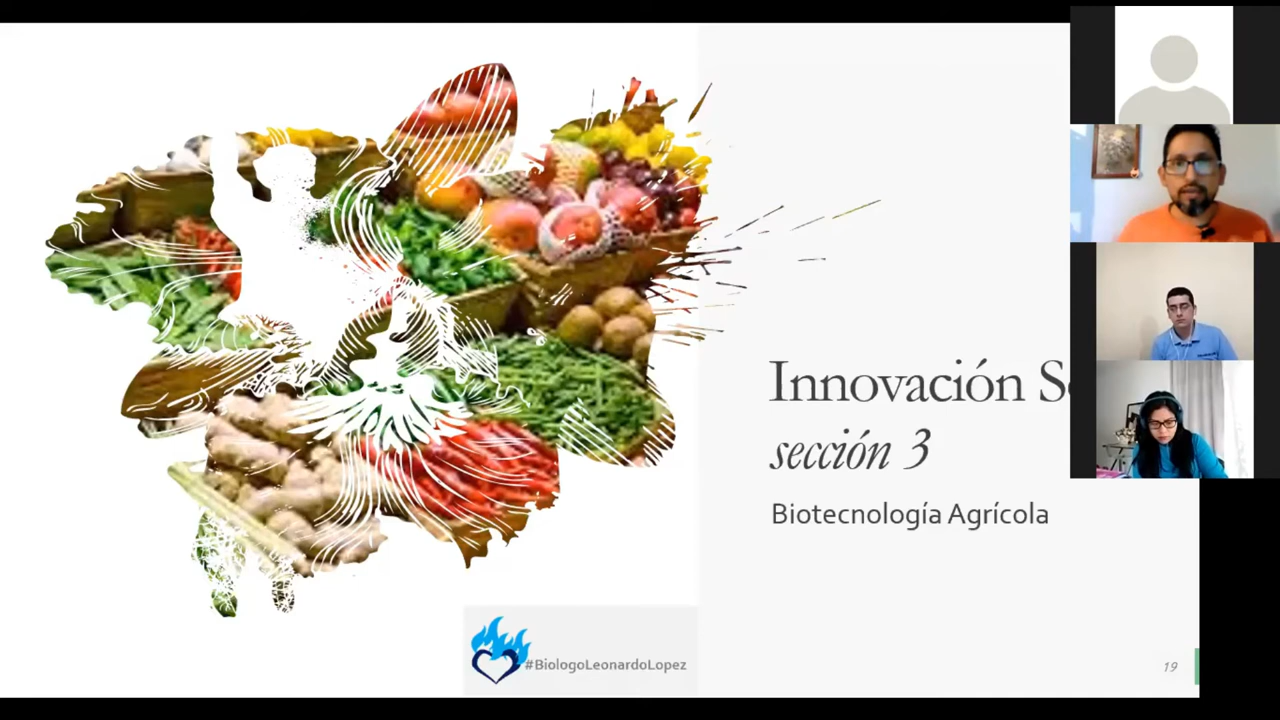 Innovación
sección 3
Biotecnología Agrícola
#BiologoLeonardoLopez
19